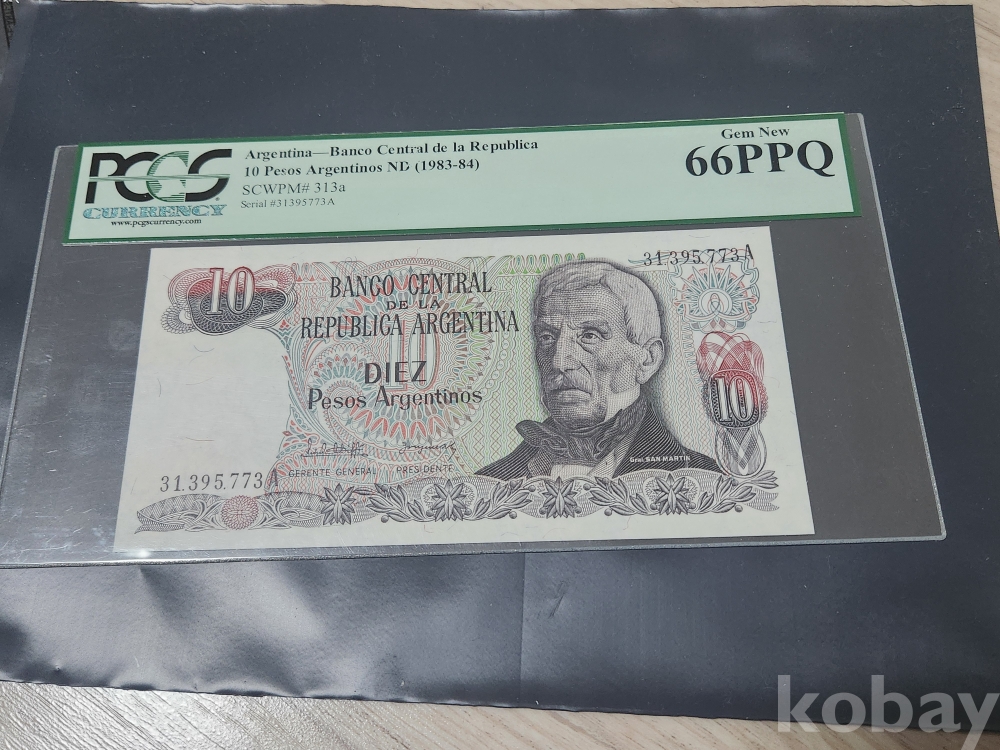 PCGS
CURRENCY
www.pcgscurrency.com
Argentina—Banco Central de la Republica
10 Pesos Argentinos ND (1983-84)
SCWPM# 313a
Serial #31395773A
Gem New
66PPQ
31.395.773A
10
BANCO CENTRAL
DE LA
REPUBLICA ARGENTINA
10
DIEZ
Pesos Argentinos
10
GERENTE GENERAL PRESIDENTE
Gral. SAN MARTIN
31.395.773A
kobay